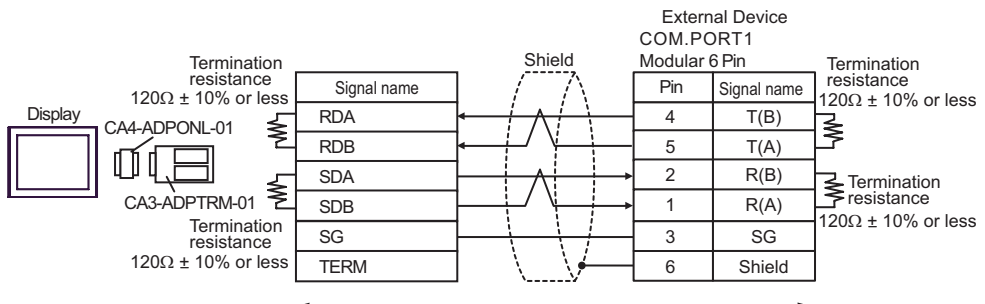 External Device
COM.PORT1
Modular 6 Pin
Shield
Termination
resistance
120Ω ± 10% or less
Termination
resistance
120Ω ± 10% or less
Display
CA4-ADPONL-01
CA3-ADPTRM-01
Signal name
RDA
RDB
SDA
SDB
SG
TERM
Pin Signal name
4 T(B)
5 T(A)
2 R(B)
1 R(A)
3 SG
6 Shield
Termination
resistance
120Ω ± 10% or less
Termination
resistance
120Ω ± 10% or less